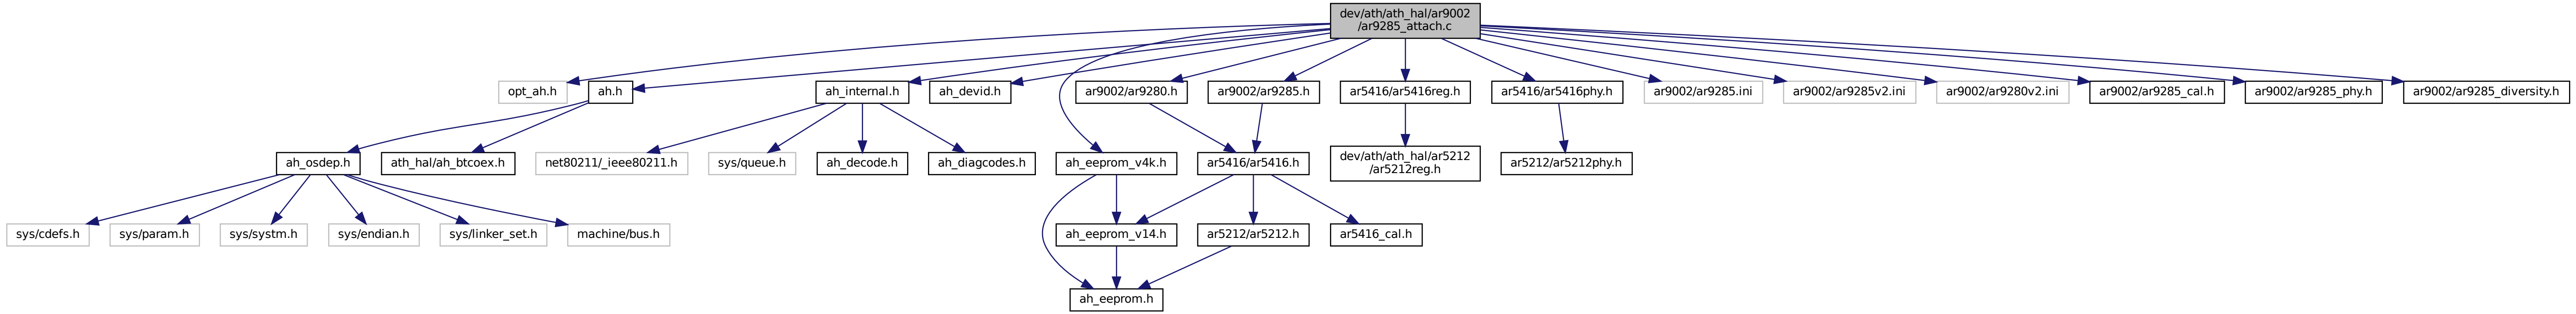 dev/ath/ath_hal/ar9002
/ar9285_attach.c
opt_ah.h
ah.h
ah_internal.h
ah_devid.h
ar9002/ar9280.h
ar9002/ar9285.h
ar5416/ar5416reg.h
ar5416/ar5416phy.h
ar9002/ar9285.ini
ar9002/ar9285v2.ini
ar9002/ar9280v2.ini
ar9002/ar9285_cal.h
ar9002/ar9285_phy.h
ar9002/ar9285_diversity.h
ah_osdep.h
ath_hal/ah_btcoex.h
net80211/_ieee80211.h
sys/queue.h
ah_decode.h
ah_diagcodes.h
ah_eeprom_v4k.h
ar5416/ar5416.h
dev/ath/ath_hal/ar5212
/ar5212reg.h
ar5212/ar5212phy.h
sys/cdefs.h
sys/param.h
sys/systm.h
sys/endian.h
sys/linker_set.h
machine/bus.h
ah_eeprom_v14.h
ar5212/ar5212.h
ar5416_cal.h
ah_eeprom.h